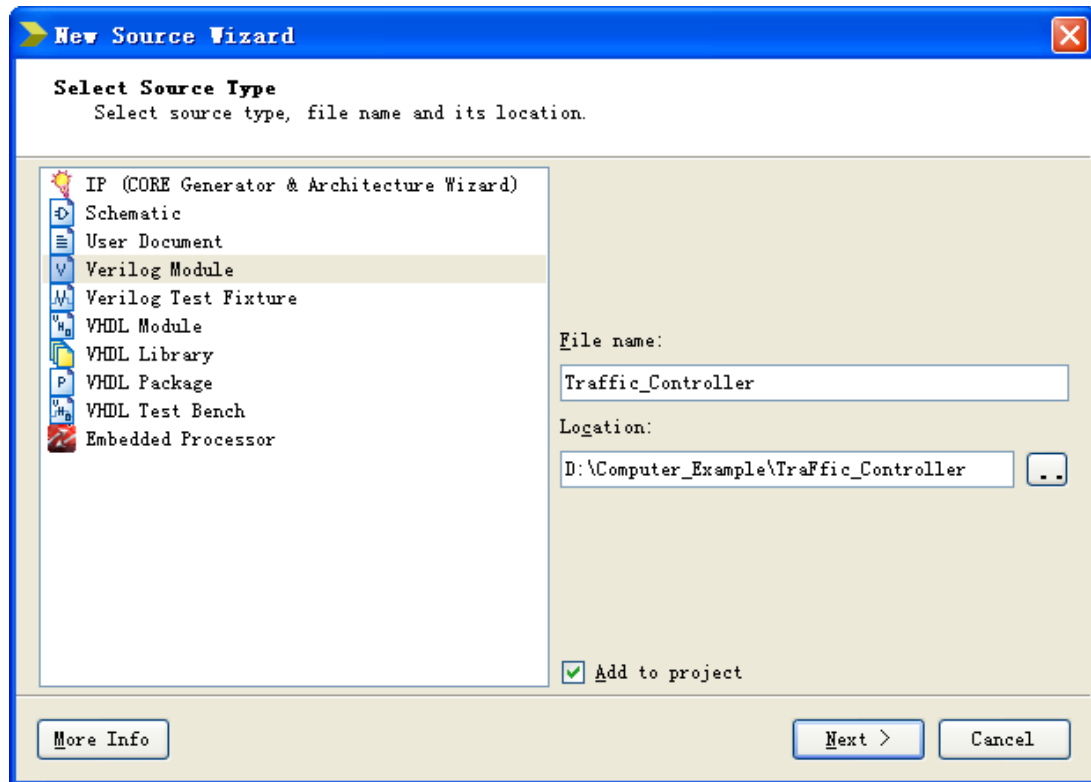 New Source Wizard
Select Source Type
Select source type, file name and its location.
IP (CORE Generator & Architecture Wizard)
Schematic
User Document
Verilog Module
Verilog Test Fixture
VHDL Module
VHDL Library
VHDL Package
VHDL Test Bench
Embedded Processor
File name:
Traffic_Controller
Location:
D:\Computer_Example\TraFfic_Controller
..
Add to project
More Info
Next >
Cancel